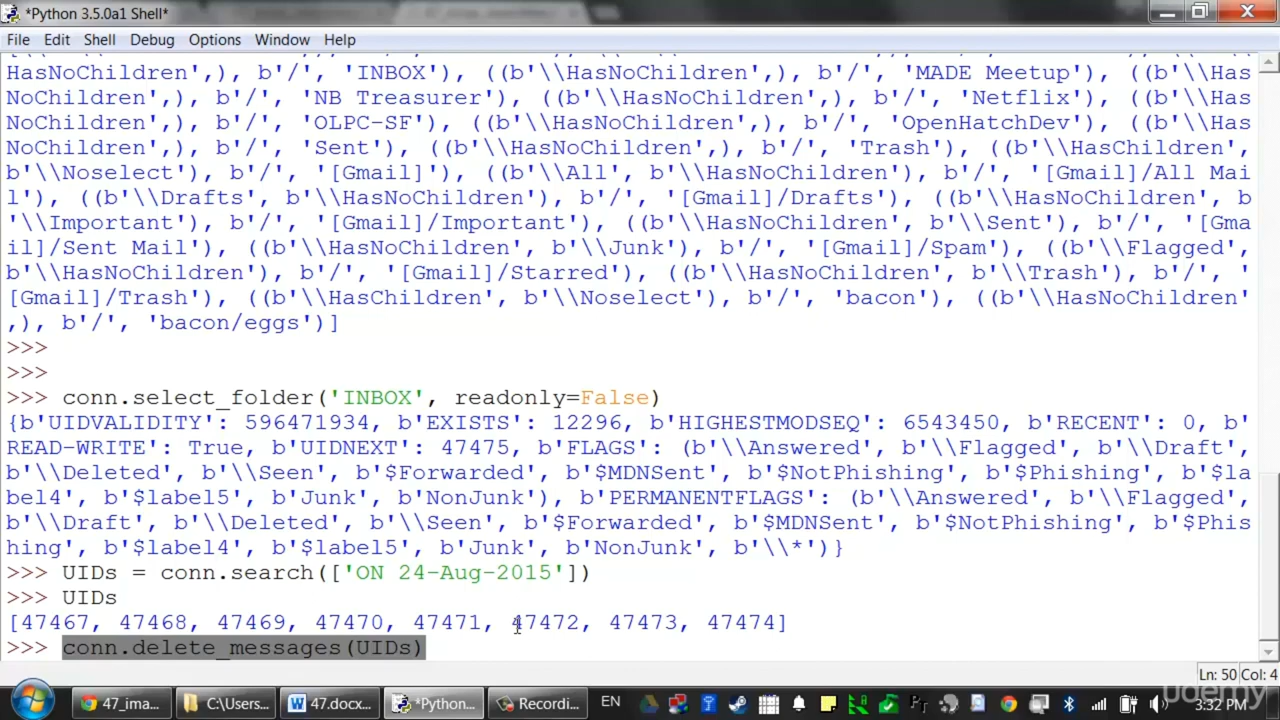 *Python 3.5.0a1 Shell*
File Edit Shell Debug Options Window Help
HasNoChildren',), b'/', 'INBOX'), ((b'\\HasNoChildren',), b'/', 'MADE Meetup'), ((b'\\Has
NoChildren',), b'/', 'NB Treasurer'), ((b'\\HasNoChildren',), b'/', 'Netflix'), ((b'\\Has
NoChildren',), b'/', 'OLPC-SF'), ((b'\\HasNoChildren',), b'/', 'OpenHatchDev'), ((b'\\Has
NoChildren',), b'/', 'Sent'), ((b'\\HasNoChildren',), b'/', 'Trash'), ((b'\\HasChildren',
b'\\Noselect'), b'/', '[Gmail]'), ((b'\\All', b'\\HasNoChildren'), b'/', '[Gmail]/All Mai
l'), ((b'\\Drafts', b'\\HasNoChildren'), b'/', '[Gmail]/Drafts'), ((b'\\HasNoChildren', b
'\\Important'), b'/', '[Gmail]/Important'), ((b'\\HasNoChildren', b'\\Sent'), b'/', '[Gma
il]/Sent Mail'), ((b'\\HasNoChildren', b'\\Junk'), b'/', '[Gmail]/Spam'), ((b'\\Flagged',
b'\\HasNoChildren'), b'/', '[Gmail]/Starred'), ((b'\\HasNoChildren', b'\\Trash'), b'/', '
[Gmail]/Trash'), ((b'\\HasChildren', b'\\Noselect'), b'/', 'bacon'), ((b'\\HasNoChildren'
,), b'/', 'bacon/eggs')]
>>>
>>>
>>> conn.select_folder('INBOX', readonly=False)
{b'UIDVALIDITY': 596471934, b'EXISTS': 12296, b'HIGHESTMODSEQ': 6543450, b'RECENT': 0, b'
READ-WRITE': True, b'UIDNEXT': 47475, b'FLAGS': (b'\\Answered', b'\\Flagged', b'\\Draft',
b'\\Deleted', b'\\Seen', b'$Forwarded', b'$MDNSent', b'$NotPhishing', b'$Phishing', b'$la
bel4', b'$label5', b'Junk', b'NonJunk'), b'PERMANENTFLAGS': (b'\\Answered', b'\\Flagged',
b'\\Draft', b'\\Deleted', b'\\Seen', b'$Forwarded', b'$MDNSent', b'$NotPhishing', b'$Phis
hing', b'$label4', b'$label5', b'Junk', b'NonJunk', b'\\*')}
>>> UIDs = conn.search(['ON 24-Aug-2015'])
>>> UIDs
[47467, 47468, 47469, 47470, 47471, 47472, 47473, 47474]
>>> conn.delete_messages(UIDs)
Ln: 50 Col: 4
47_ima... C:\Users... 47.docx... *Python... Recordi... EN 3:32 PM
udemy